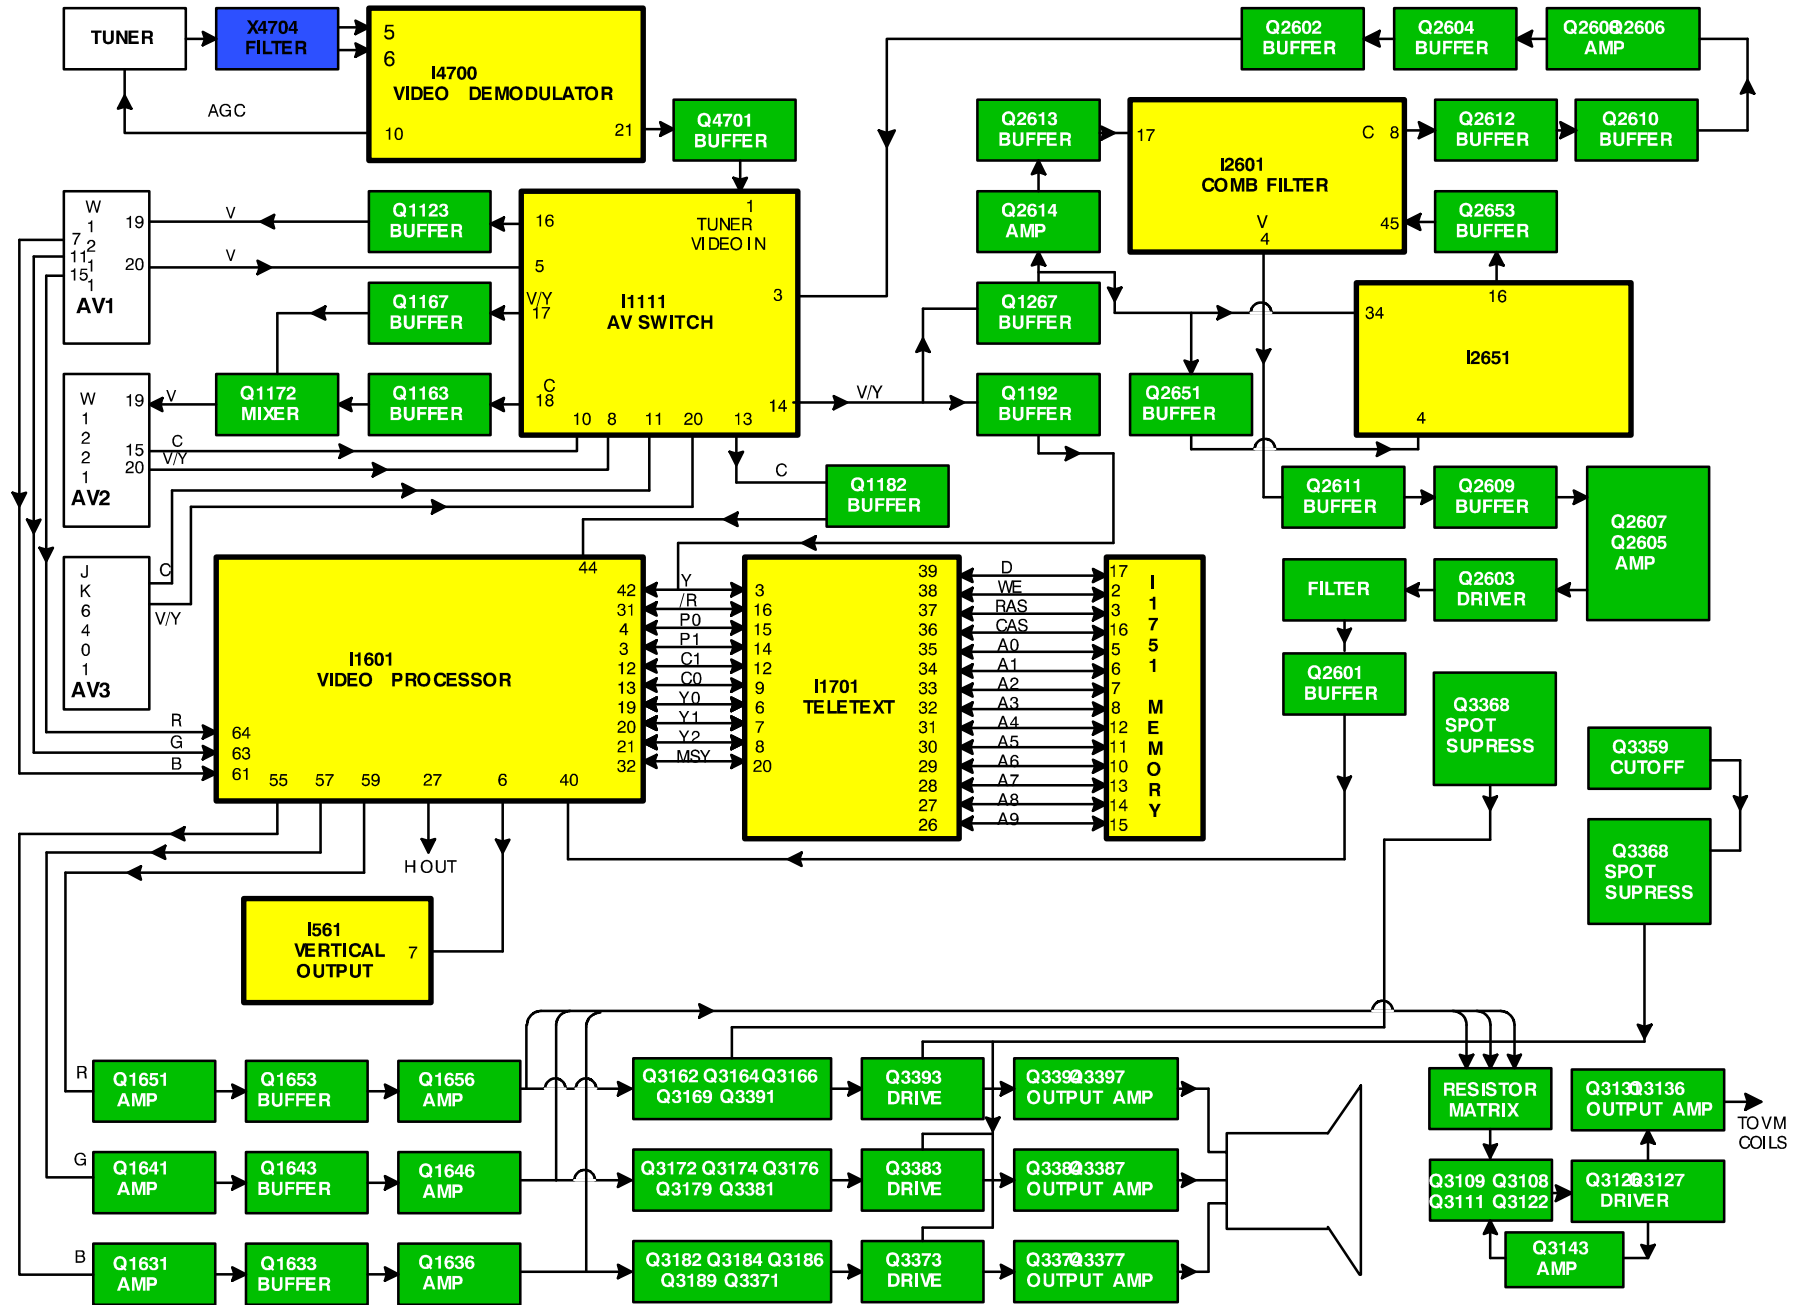 TUNER
X4704
FILTER
5
6
I4700
VIDEO DEMODULATOR
10
21
AGC
Q4701
BUFFER
Q2602
BUFFER
Q2604
BUFFER
Q2606
AMP
Q2613
BUFFER
17
C 8
I2601
COMB FILTER
V
4
45
Q2612
BUFFER
Q2610
BUFFER
Q2614
AMP
Q2653
BUFFER
W
1
2
1
1
19
7
11
15
20
AV1
V
V
Q1123
BUFFER
16
1
TUNER
VIDEO IN
5
V/Y
17
3
I1111
AV SWITCH
C
18
14
10
8
11
20
13
Q1167
BUFFER
Q1267
BUFFER
34
16
I2651
4
W
1
2
2
1
19
15
20
AV2
V
C
V/Y
Q1172
MIXER
Q1163
BUFFER
V/Y
Q1192
BUFFER
Q2651
BUFFER
C
Q1182
BUFFER
Q2611
BUFFER
Q2609
BUFFER
Q2607
Q2605
AMP
J
K
6
4
0
1
AV3
C
V/Y
44
42
31
4
3
12
13
19
20
21
32
I1601
VIDEO PROCESSOR
64
63
61
55
57
59
27
6
40
R
G
B
Y
/R
P0
P1
C1
C0
Y0
Y1
Y2
MSY
3
16
15
14
12
9
6
7
8
20
I1701
TELETEXT
39
38
37
36
35
34
33
32
31
30
29
28
27
26
D
WE
RAS
CAS
A0
A1
A2
A3
A4
A5
A6
A7
A8
A9
17
2
3
16
5
6
7
8
12
11
10
13
14
15
I
1
7
5
1
M
E
M
O
R
Y
FILTER
Q2603
DRIVER
Q2601
BUFFER
Q3368
SPOT
SUPRESS
Q3359
CUTOFF
Q3368
SPOT
SUPRESS
H OUT
I561
VERTICAL
OUTPUT
7
R
Q1651
AMP
Q1653
BUFFER
Q1656
AMP
Q3162 Q3164 Q3166
Q3169 Q3391
Q3393
DRIVE
Q3397
OUTPUT AMP
RESISTOR
MATRIX
Q3136
OUTPUT AMP
TO VM
COILS
G
Q1641
AMP
Q1643
BUFFER
Q1646
AMP
Q3172 Q3174 Q3176
Q3179 Q3381
Q3383
DRIVE
Q3387
OUTPUT AMP
Q3109 Q3108
Q3111 Q3122
Q3127
DRIVER
B
Q1631
AMP
Q1633
BUFFER
Q1636
AMP
Q3182 Q3184 Q3186
Q3189 Q3371
Q3373
DRIVE
Q3377
OUTPUT AMP
Q3143
AMP